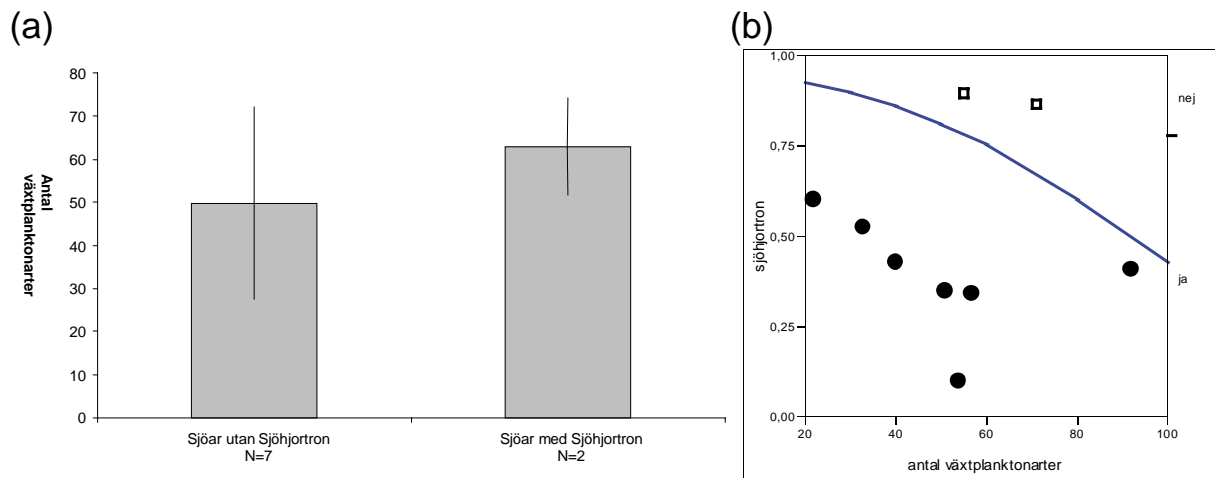 (a)
80
70
60
50
40
30
20
10
0
Antal
växtplanktonarter
Sjöar utan Sjöhjortron
N=7
Sjöar med Sjöhjortron
N=2
(b)
1,00
0,75
0,50
0,25
0,00
sjöhjortron
nej
ja
20
40
60
80
100
antal växtplanktonarter